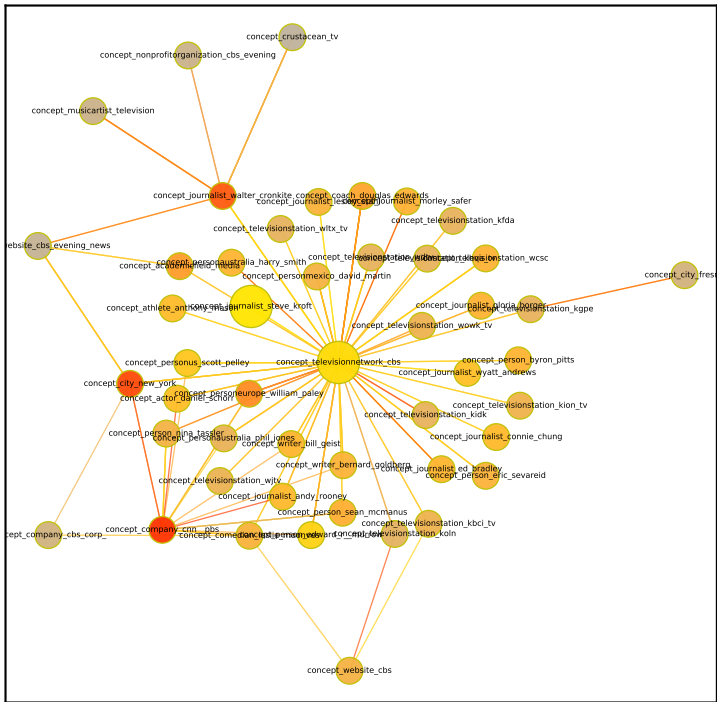 concept_crustacean_tv
concept_nonprofitorganization_cbs_evening
concept_musicartist_television
concept_journalist_walter_cronkite
concept_coach_douglas_edwards
concept_journalist_morley_safer
concept_televisionstation_kfda
concept_televisionstation_wltx_tv
ebsite_cbs_evening_news
concept_personaustralia_harry_smith
concept_academicfield_media
concept_televisionstation_wcsc
concept_personmexico_david_martin
concept_city_fresn
concept_athlete_anthony_mason
concept_journalist_steve_kroft
concept_journalist_gloria_borger
concept_televisionstation_kgpe
concept_televisionstation_wowk_tv
concept_personus_scott_pelley
concept_televisionnetwork_cbs
concept_person_byron_pitts
concept_journalist_wyatt_andrews
concept_city_new_york
concept_actor_daniel_schorr
concept_personeurope_william_paley
concept_televisionstation_kion_tv
concept_televisionstation_kidk
concept_person_nina_tassler
concept_personaustralia_phil_jones
concept_writer_bill_geist
concept_journalist_connie_chung
concept_writer_bernard_goldberg
concept_journalist_ed_bradley
concept_person_eric_sevareid
concept_televisionstation_wjtv
concept_journalist_andy_rooney
concept_person_sean_mcmanus
concept_televisionstation_kbci_tv
concept_company_cnn__pbs
cept_company_cbs_corp_
concept_televisionstation_koln
concept_website_cbs